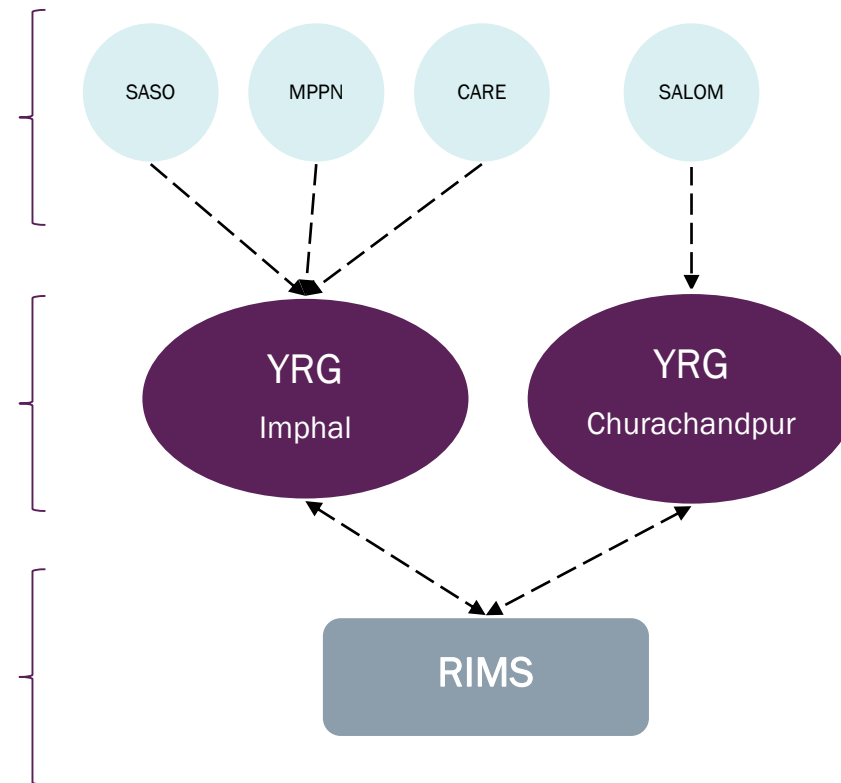 SASO
MPPN
CARE
SALOM
YRG
Imphal
YRG
Churachandpur
RIMS